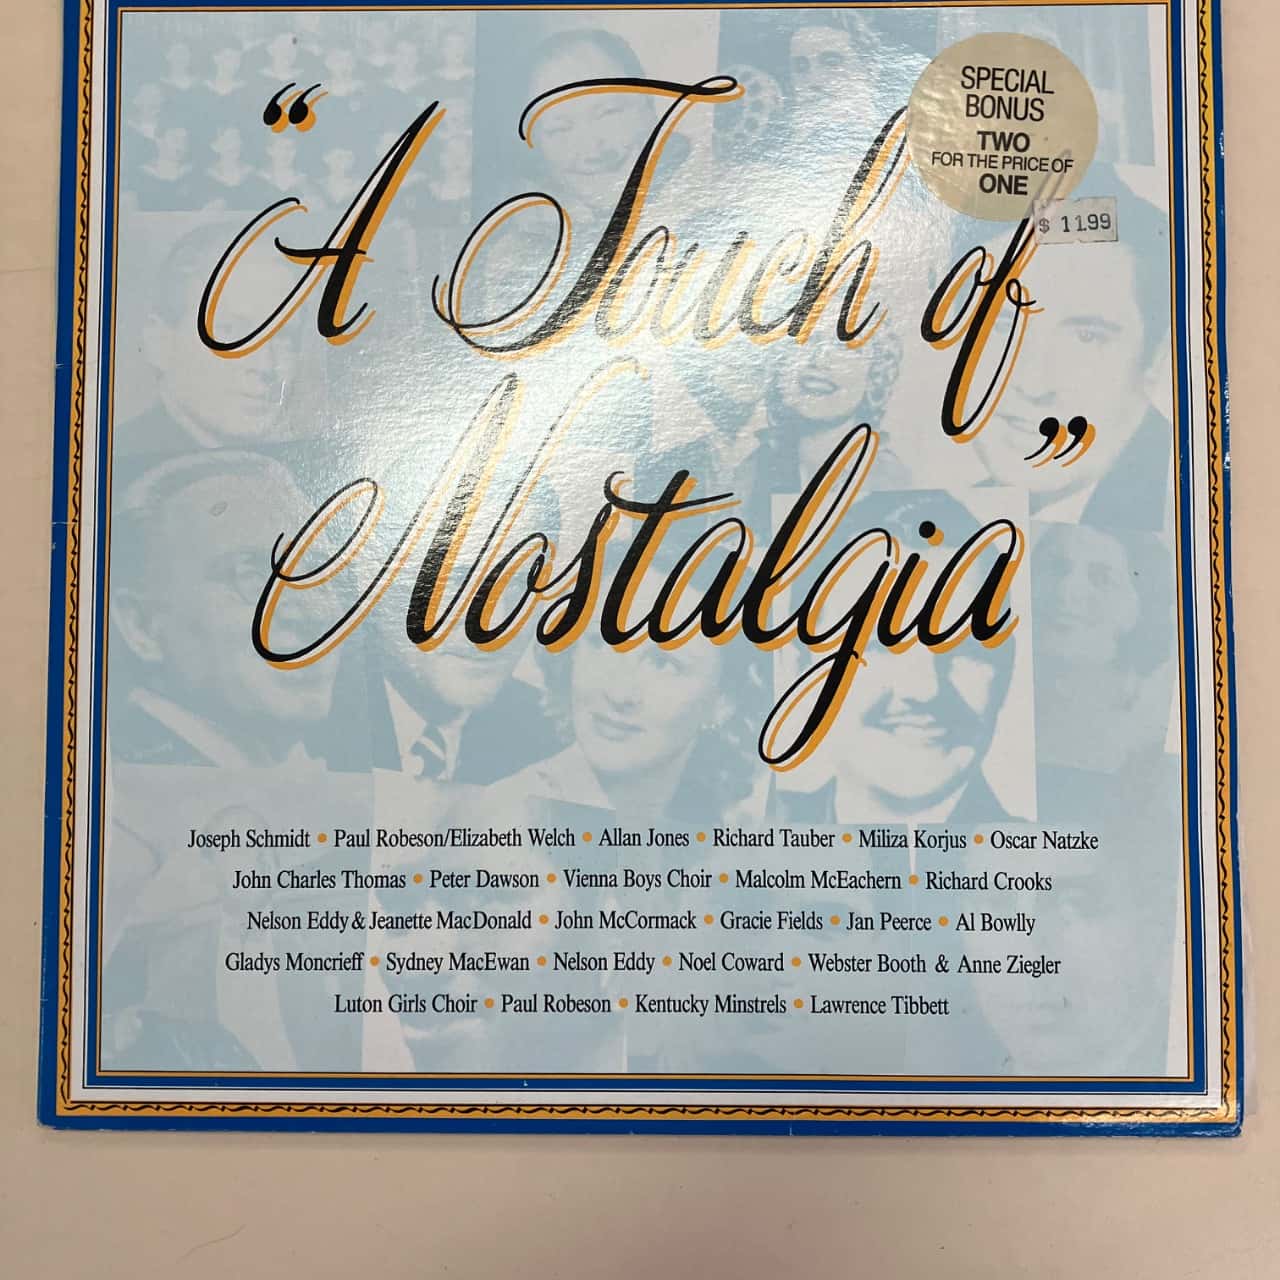 SPECIAL
BONUS
TWO
FOR THE PRICE OF
ONE
$ 11.99
“A Touch of
Nostalgia”
Joseph Schmidt • Paul Robeson/Elizabeth Welch • Allan Jones • Richard Tauber • Miliza Korjus • Oscar Natzke
John Charles Thomas • Peter Dawson • Vienna Boys Choir • Malcolm McEachern • Richard Crooks
Nelson Eddy & Jeanette MacDonald • John McCormack • Gracie Fields • Jan Peerce • Al Bowlly
Gladys Moncrieff • Sydney MacEwan • Nelson Eddy • Noel Coward • Webster Booth & Anne Ziegler
Luton Girls Choir • Paul Robeson • Kentucky Minstrels • Lawrence Tibbett